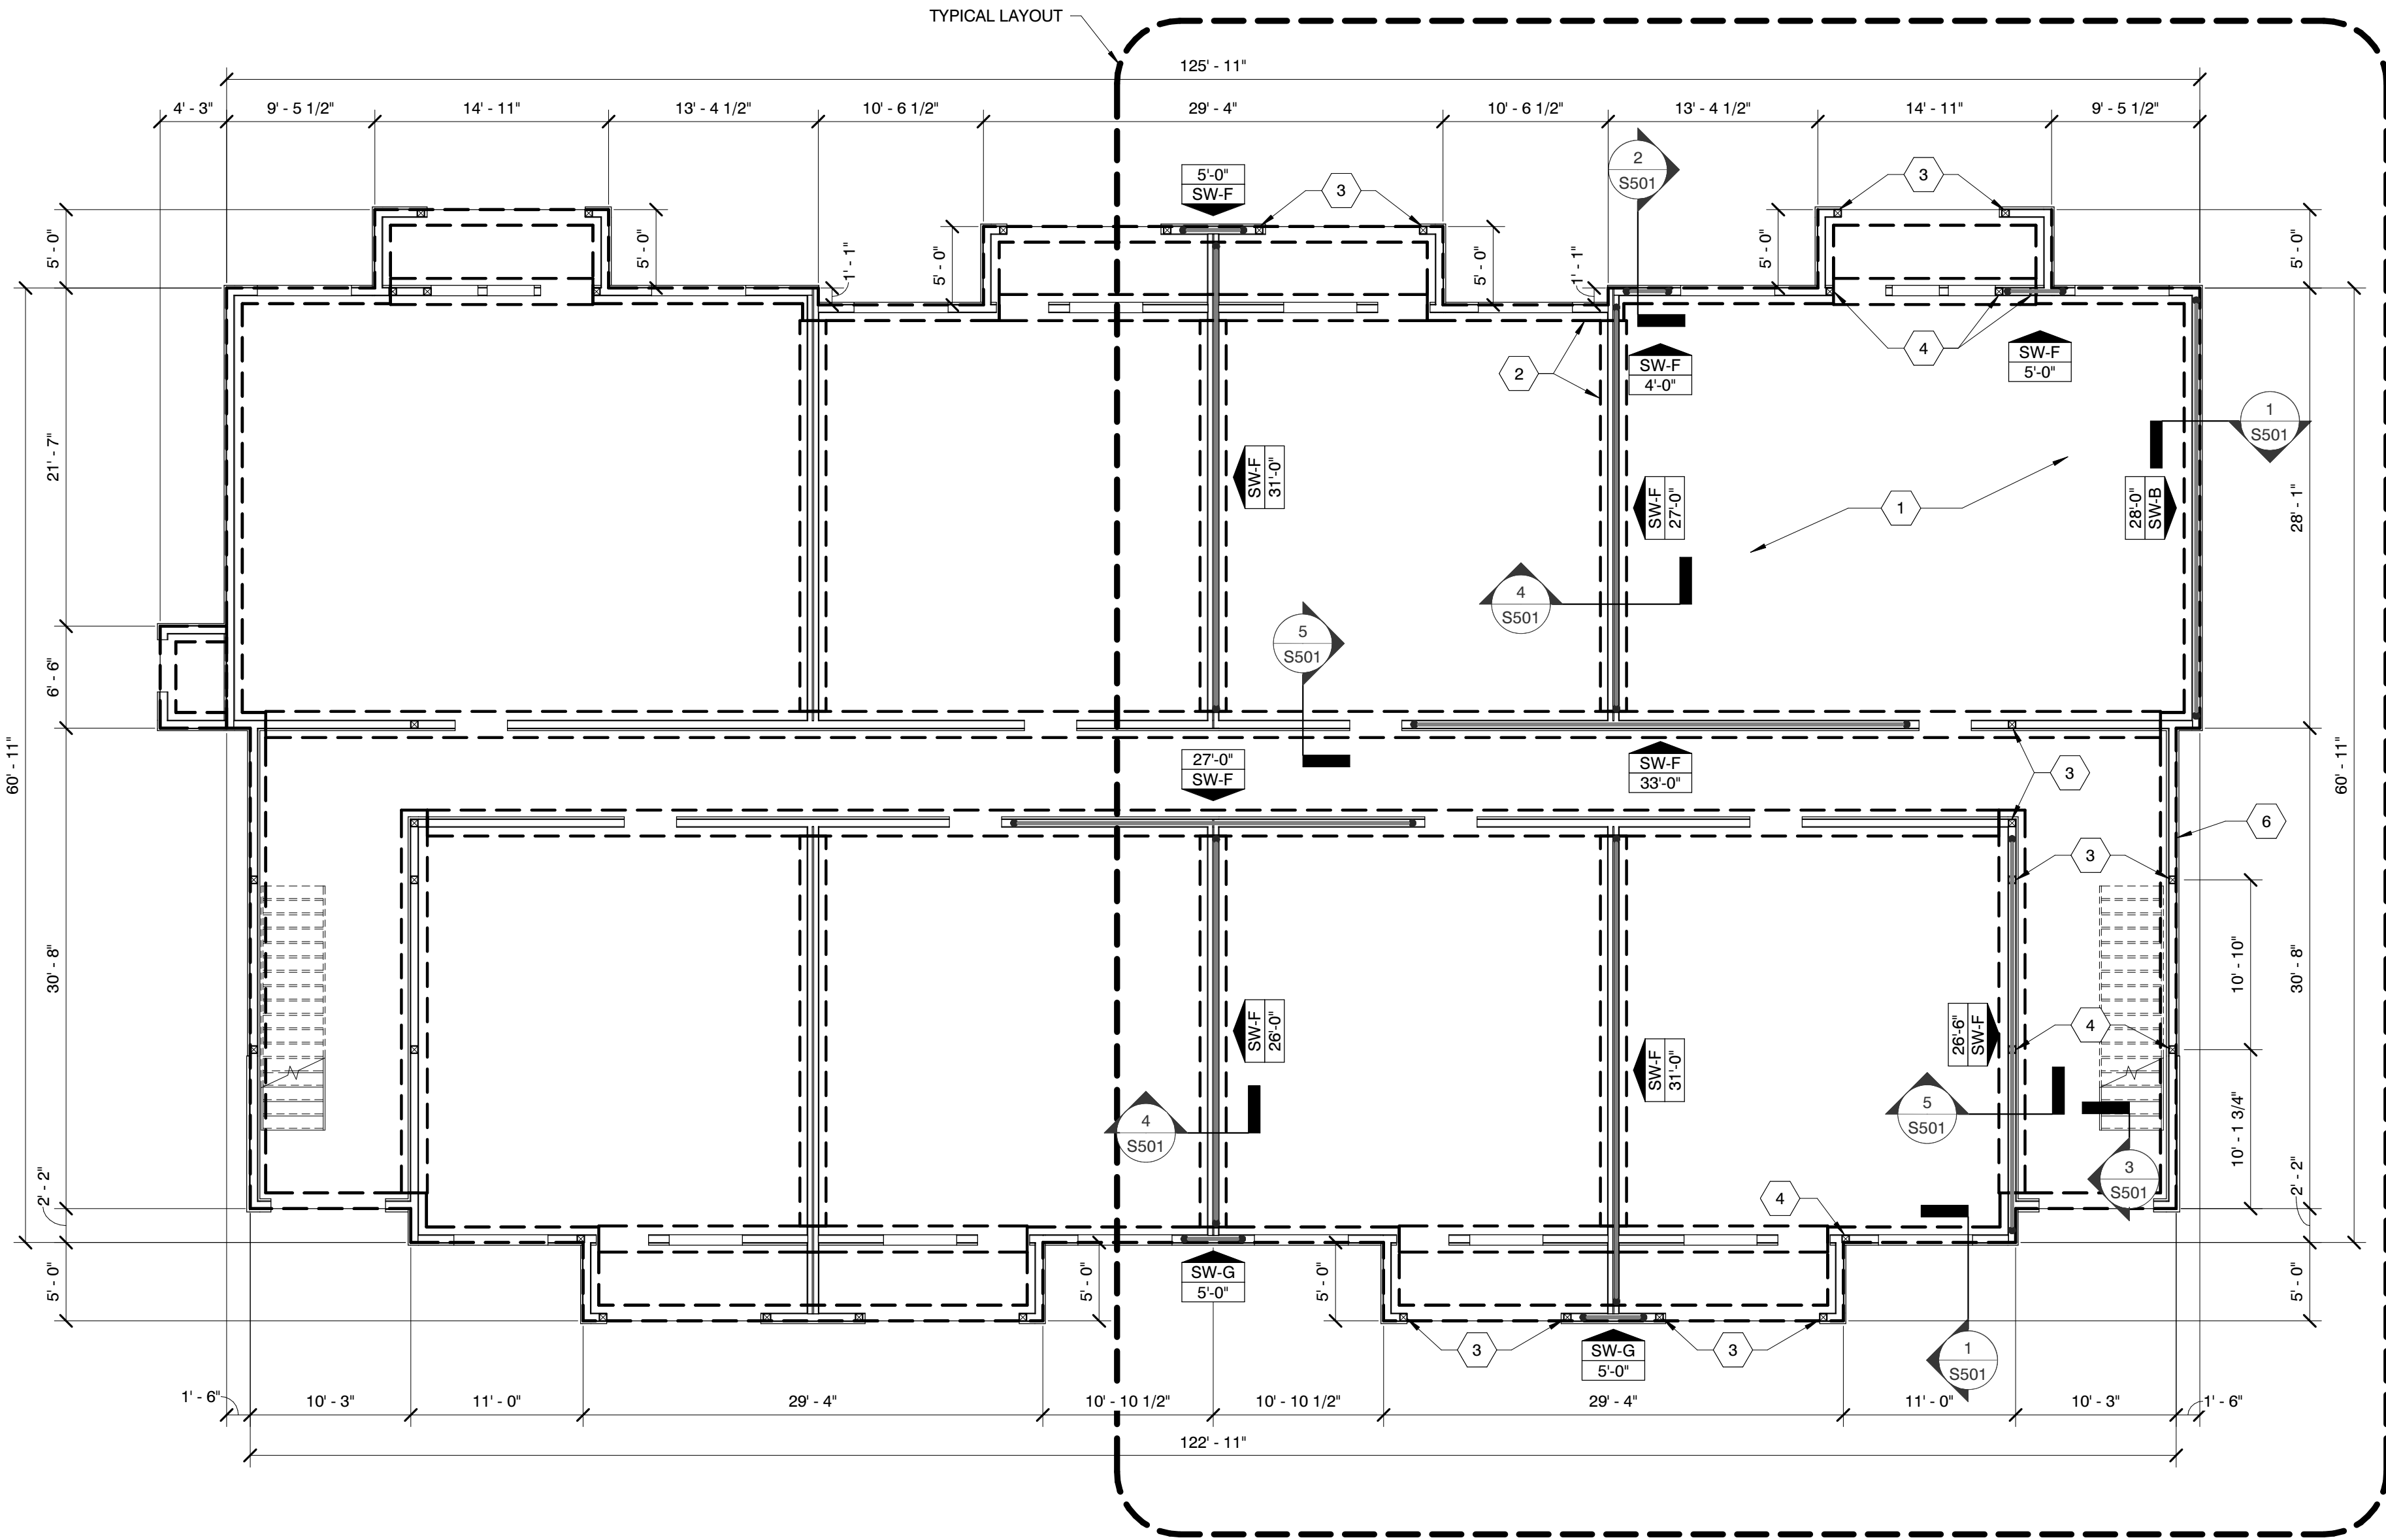 TYPICAL LAYOUT
125' - 11"
4' - 3"
9' - 5 1/2"
14' - 11"
13' - 4 1/2"
10' - 6 1/2"
29' - 4"
10' - 6 1/2"
13' - 4 1/2"
14' - 11"
9' - 5 1/2"
2
S501
5'-0"
SW-F
3
3
5' - 0"
5' - 0"
1' - 1"
5' - 0"
5' - 0"
1' - 1"
5' - 0"
5' - 0"
2
SW-F
4'-0"
4
SW-F
5'-0"
1
S501
21' - 7"
SW-F
31'-0"
SW-F
27'-0"
1
28'-0"
SW-B
28' - 1"
4
S501
5
S501
6' - 6"
60' - 11"
27'-0"
SW-F
SW-F
33'-0"
3
60' - 11"
6
3
30' - 8"
10' - 10"
30' - 8"
SW-F
26'-0"
SW-F
31'-0"
26'-6"
SW-F
4
4
S501
5
S501
10' - 1 3/4"
3
S501
2' - 2"
2' - 2"
4
5' - 0"
5' - 0"
SW-G
5'-0"
5' - 0"
5' - 0"
3
SW-G
5'-0"
3
1
S501
1' - 6"
10' - 3"
11' - 0"
29' - 4"
10' - 10 1/2"
10' - 10 1/2"
29' - 4"
11' - 0"
10' - 3"
1' - 6"
122' - 11"